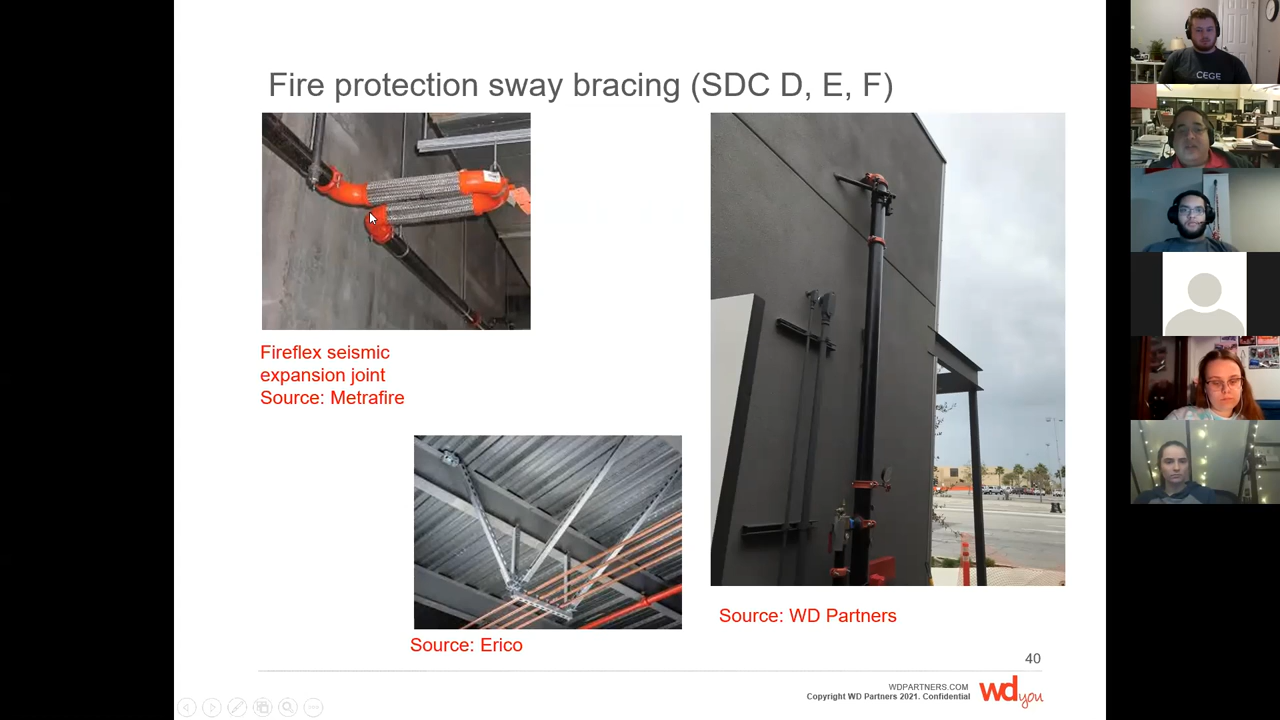 Fire protection sway bracing (SDC D, E, F)
Fireflex seismic
expansion joint
Source: Metrafire
Source: Erico
Source: WD Partners
40
WDPARTNERS.COM
Copyright WD Partners 2021. Confidential
wd you
CEGE